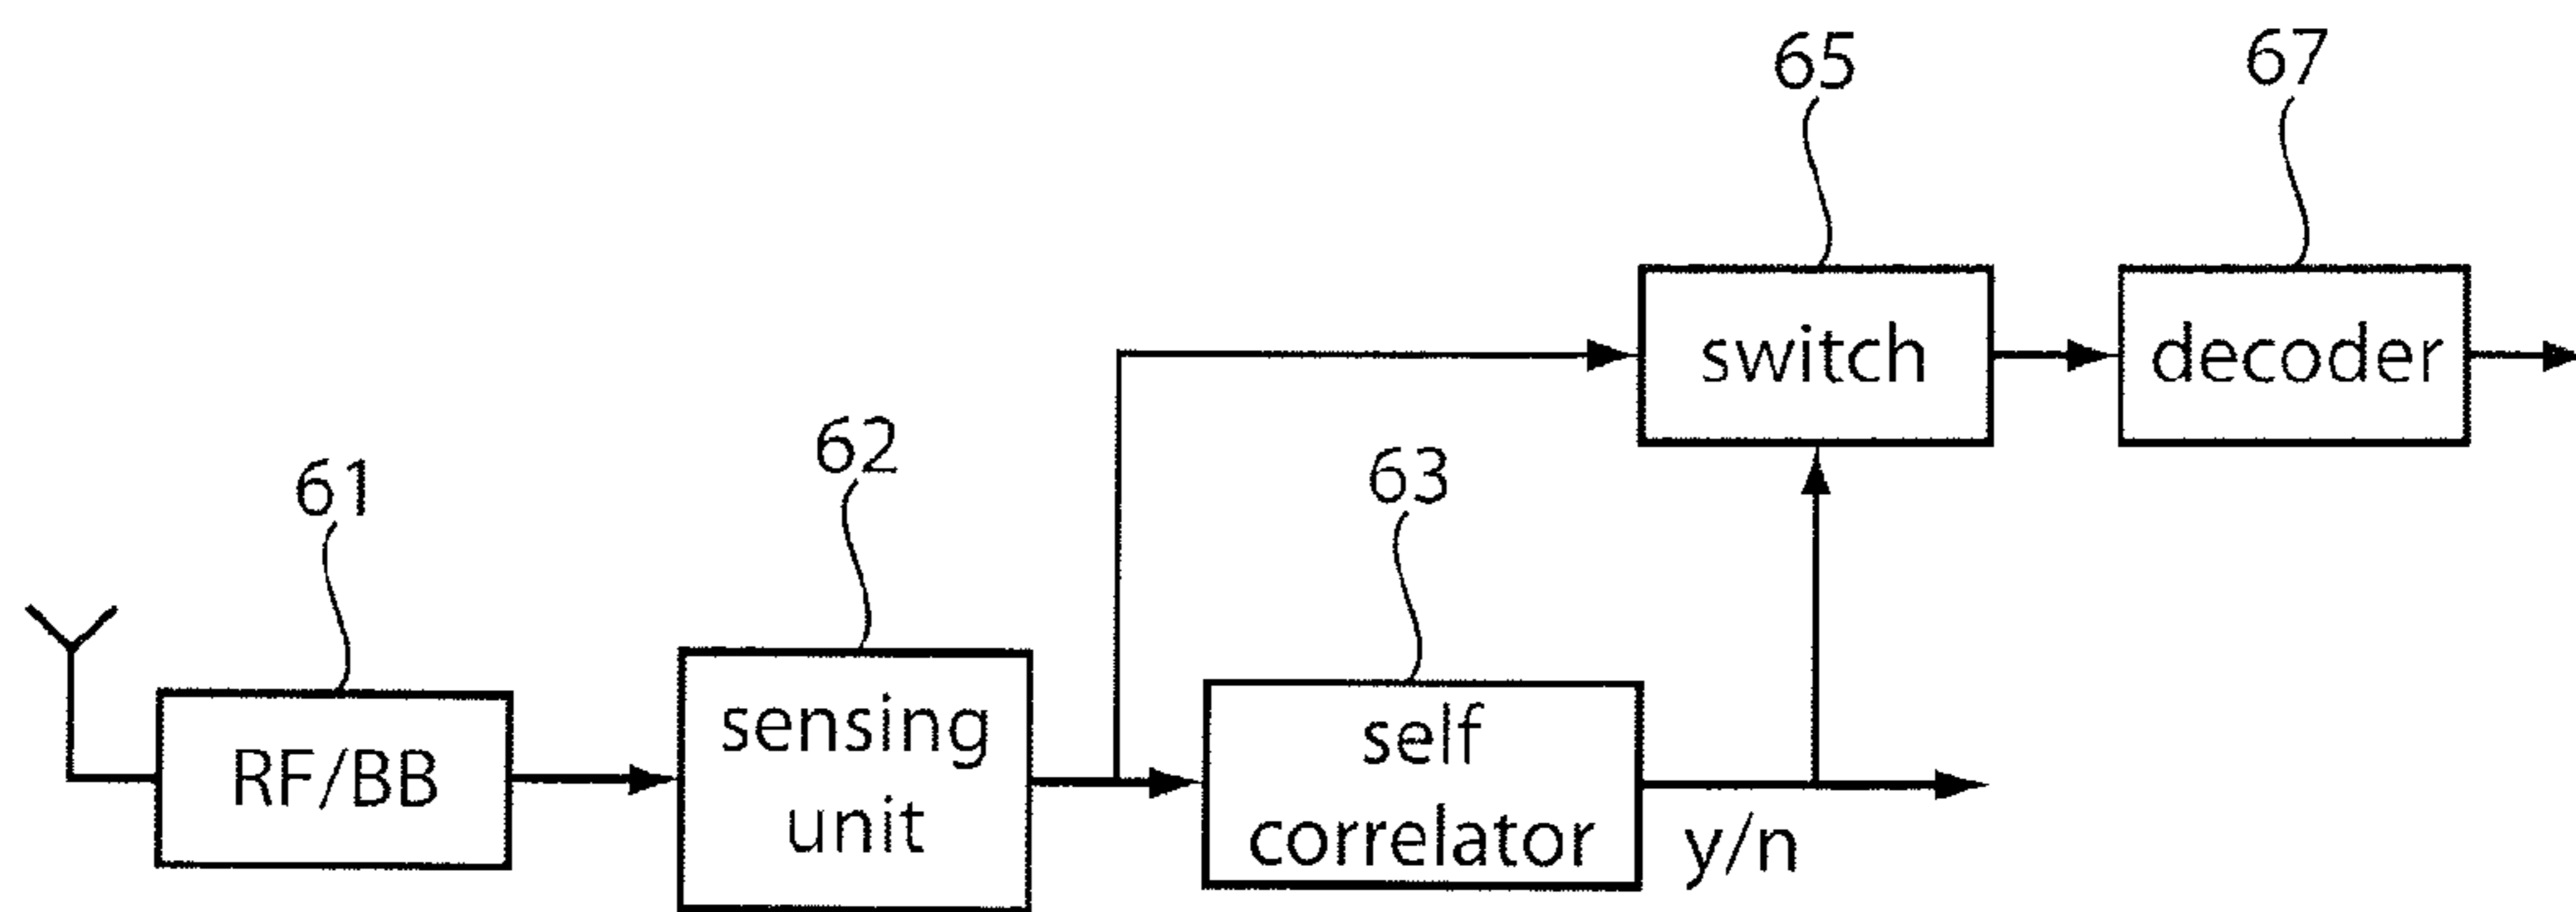 65
67
switch
decoder
62
61
63
sensing
unit
self
correlator
RF/BB
y/n